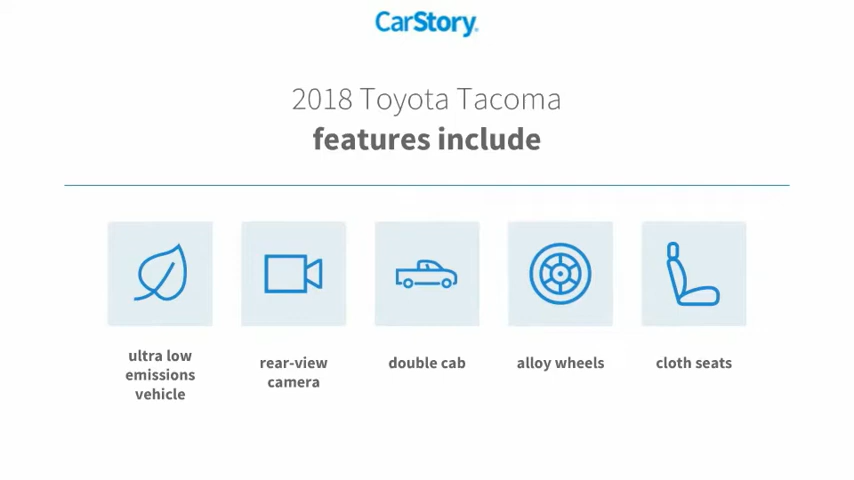 CarStory.
2018 Toyota Tacoma
features include
ultra low
emissions
vehicle
rear-view
camera
double cab
alloy wheels
cloth seats